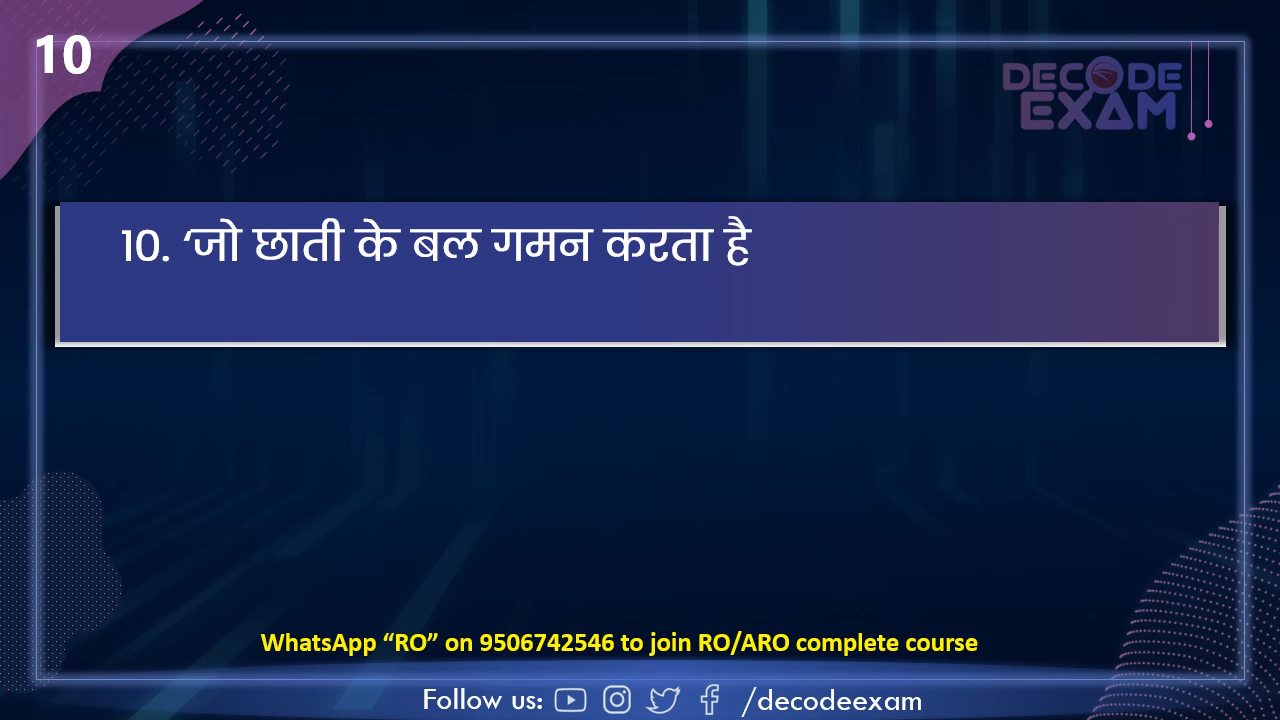 10
DECODE
EXAM
10. ‘जो छाती के बल गमन करता है
WhatsApp “RO” on 9506742546 to join RO/ARO complete course
Follow us: /decodeexam